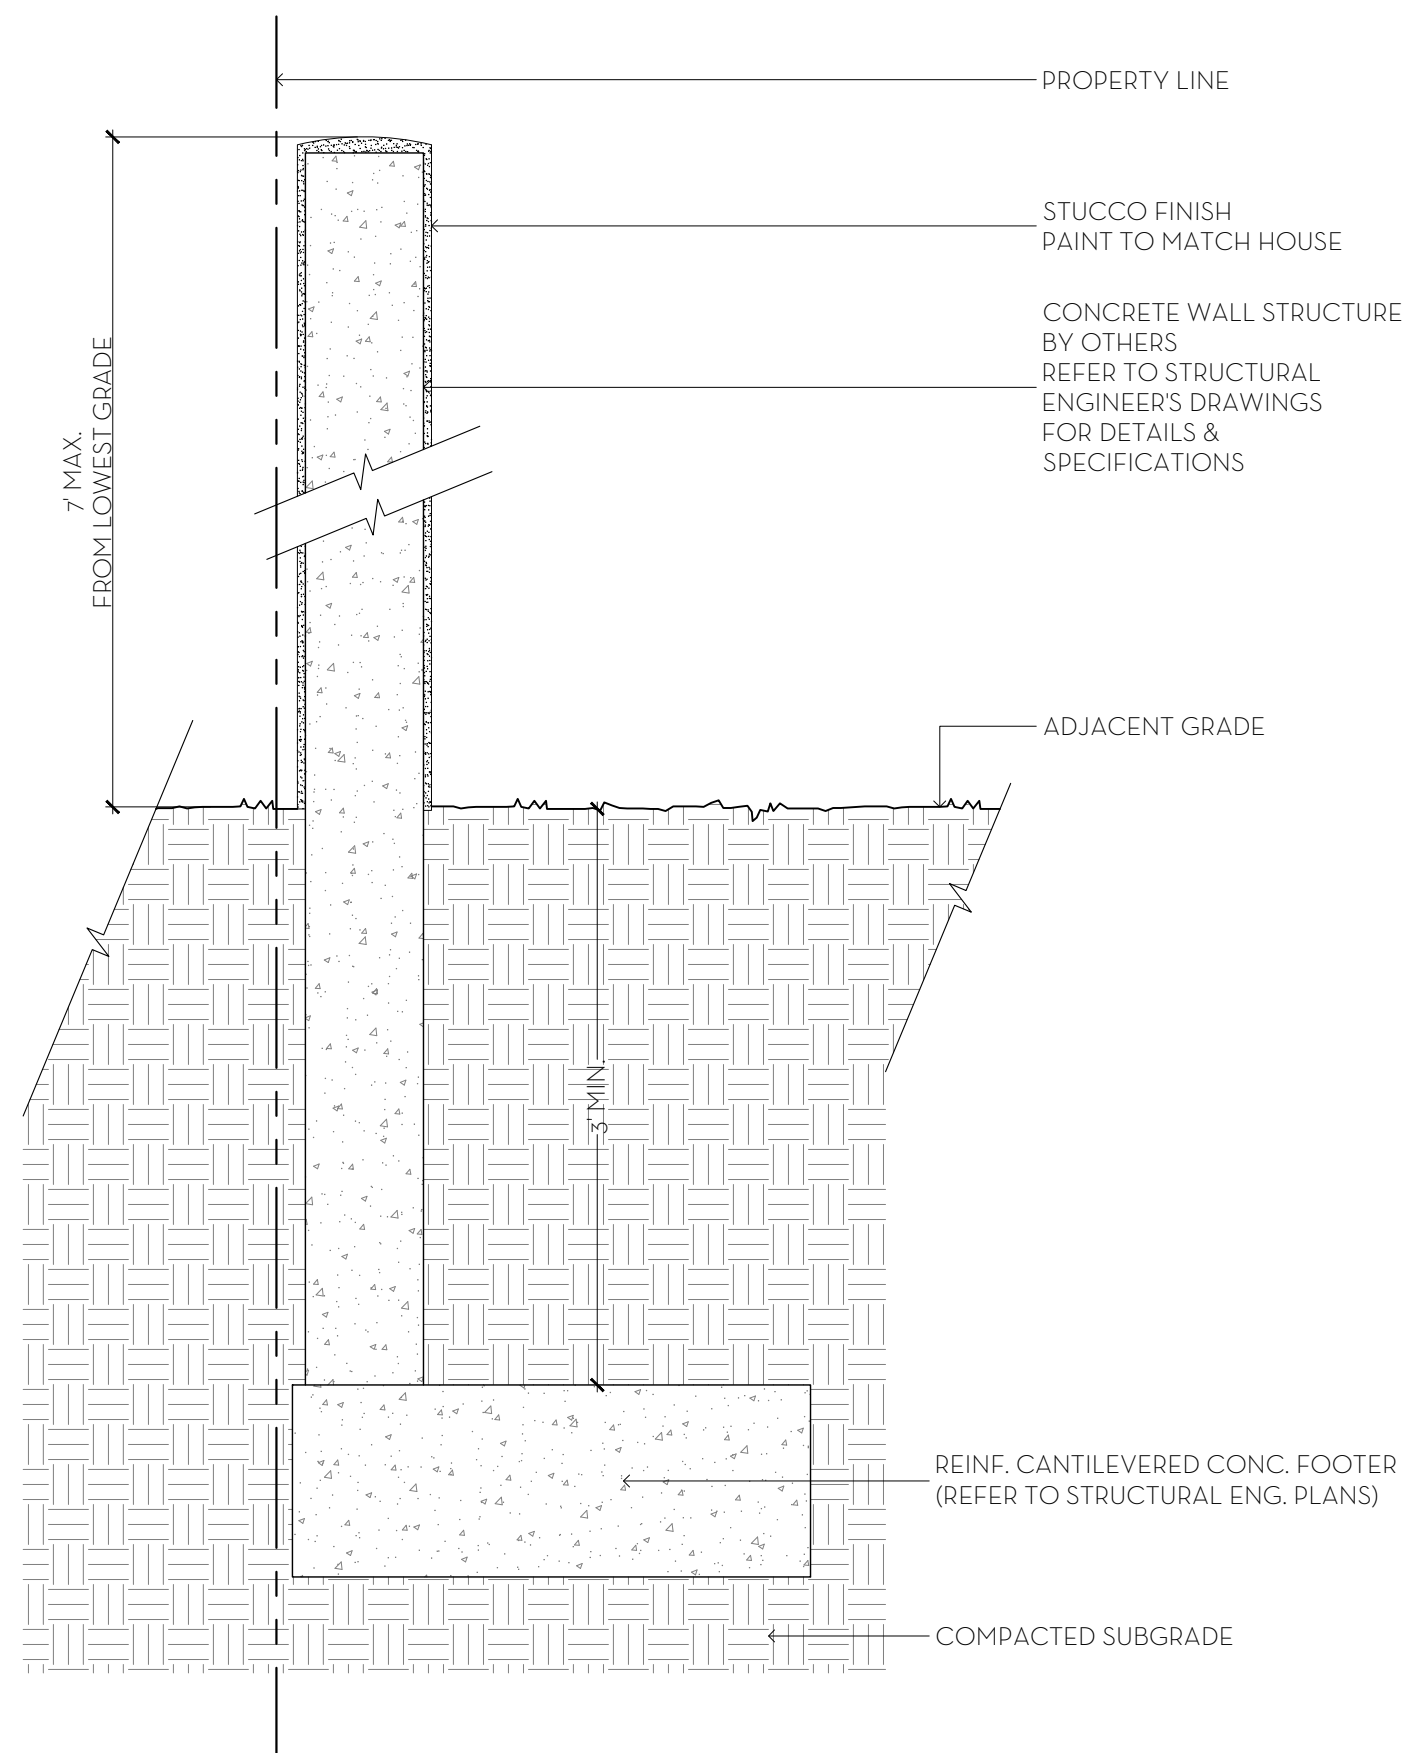 PROPERTY LINE
STUCCO FINISH
PAINT TO MATCH HOUSE
CONCRETE WALL STRUCTURE
BY OTHERS
REFER TO STRUCTURAL
ENGINEER'S DRAWINGS
FOR DETAILS &
SPECIFICATIONS
7' MAX.
FROM LOWEST GRADE
ADJACENT GRADE
3' MIN.
REINF. CANTILEVERED CONC. FOOTER
(REFER TO STRUCTURAL ENG. PLANS)
COMPACTED SUBGRADE